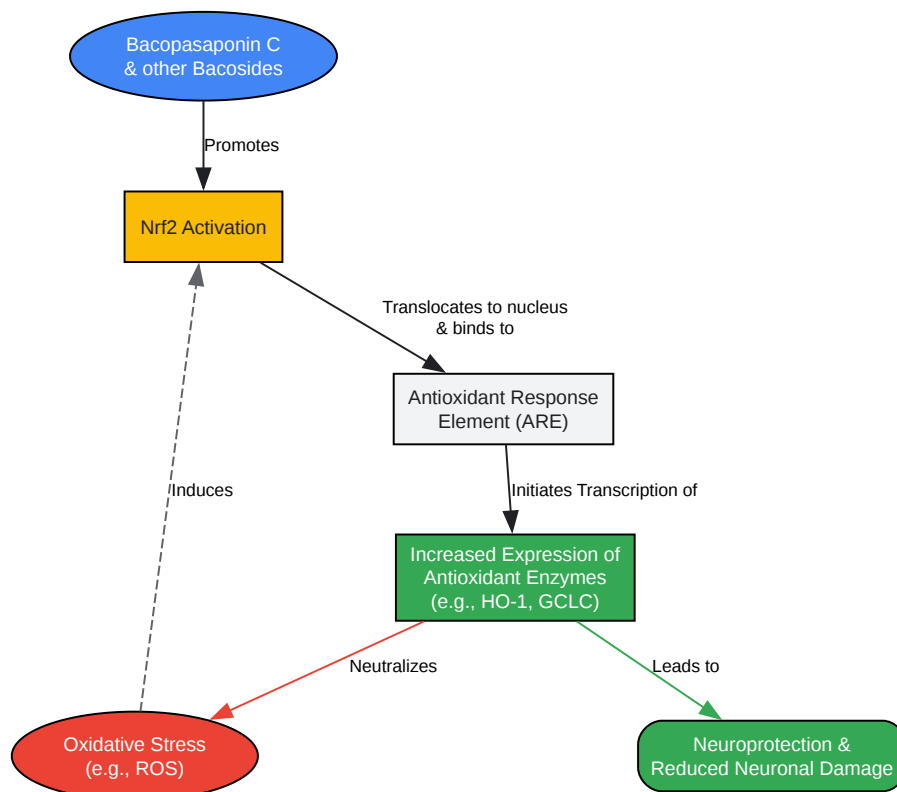 Bacopasaponin C
& other Bacosides
Promotes
Nrf2 Activation
Translocates to nucleus
& binds to
Antioxidant Response
Element (ARE)
Induces
Initiates Transcription of
Increased Expression of
Antioxidant Enzymes
(e.g., HO-1, GCLC)
Neutralizes
Leads to
Oxidative Stress
(e.g., ROS)
Neuroprotection &
Reduced Neuronal Damage